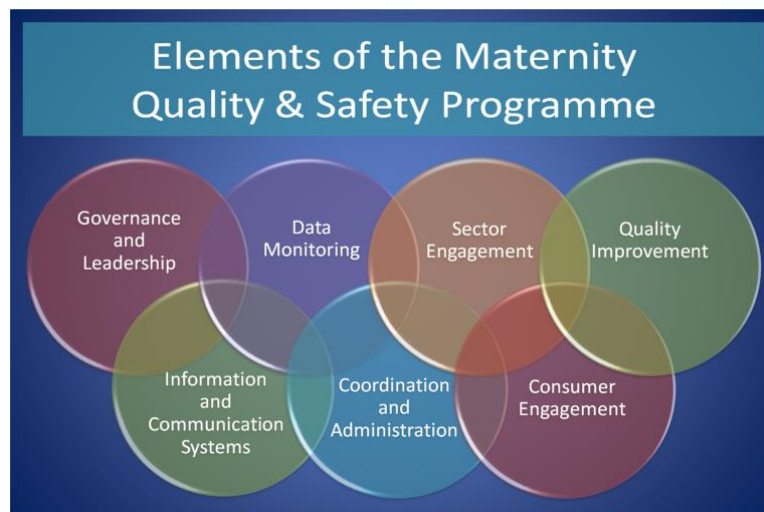 Elements of the Maternity
Quality & Safety Programme
Governance
and
Leadership
Data
Monitoring
Sector
Engagement
Quality
Improvement
Information
and
Communication
Systems
Coordination
and
Administration
Consumer
Engagement